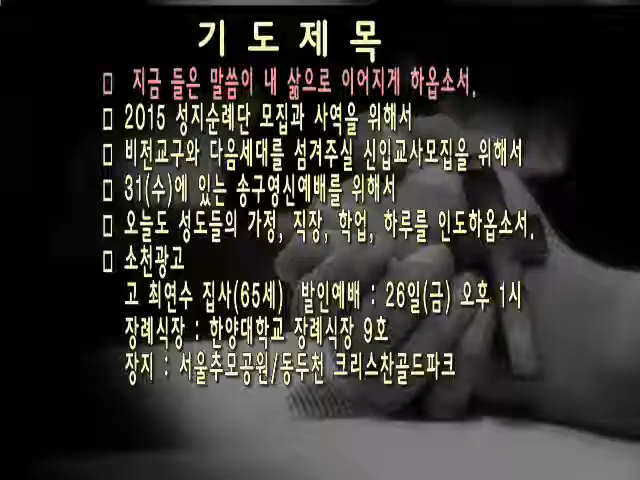 기 도 제 목
□ 지금 들은 말씀이 내 삶으로 이어지게 하옵소서.
□ 2015 성지순례단 모집과 사역을 위해서
□ 비전교구와 다음세대를 섬겨주실 신입교사모집을 위해서
□ 31(수)에 있는 송구영신예배를 위해서
□ 오늘도 성도들의 가정, 직장, 학업, 하루를 인도하옵소서.
□ 소천광고
고 최연수 집사(65세) 발인예배 : 26일(금) 오후 1시
장례식장 : 한양대학교 장례식장 9호
장지 : 서울추모공원/동두천 크리스찬골드파크